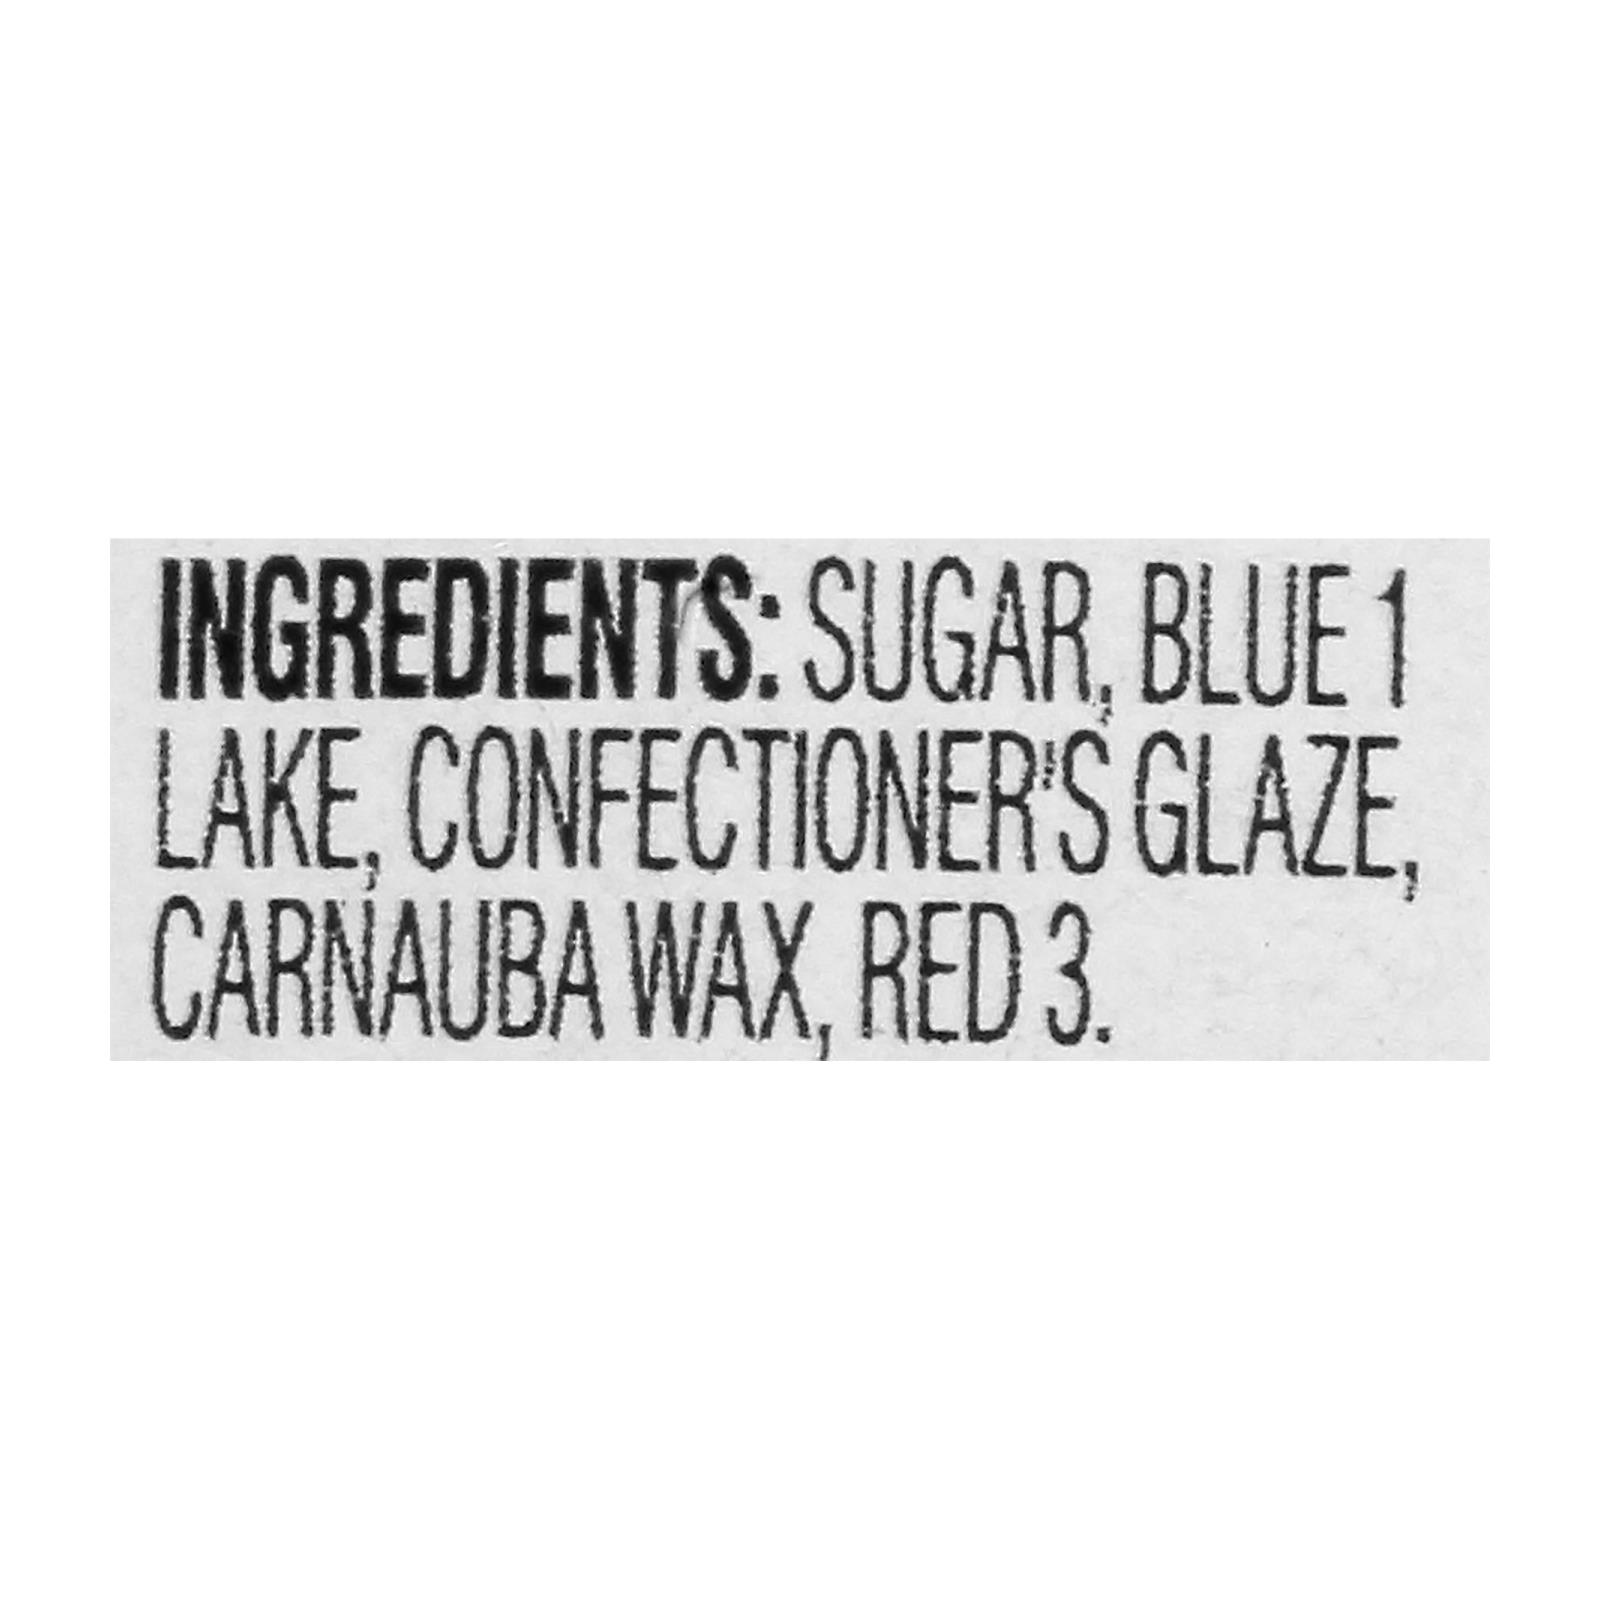 INGREDIENTS: SUGAR, BLUE 1
LAKE, CONFECTIONER'S GLAZE,
CARNAUBA WAX, RED 3.